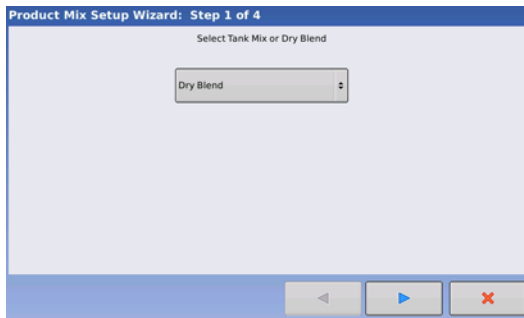 Product Mix Setup Wizard: Step 1 of 4
Select Tank Mix or Dry Blend
Dry Blend